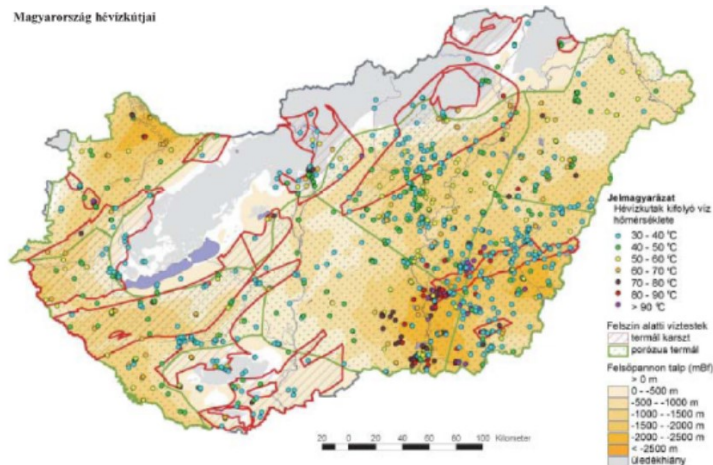 Magyarország hévízkútjai
Jelmagyarázat
Hévízkutak kifolyó víz
hőmérséklete
30 - 40 °C
40 - 50 °C
50 - 60 °C
60 - 70 °C
70 - 80 °C
80 - 90 °C
> 90 °C
Felszín alatti víztestek
termál karszt
porózus termál
Felsőpannon talp (mBf)
> 0 m
0 - -500 m
-500 - -1000 m
-1000 - -1500 m
-1500 - -2000 m
-2000 - -2500 m
< -2500 m
üledékhiány
20 0 20 40 60 80 100 Kilometer